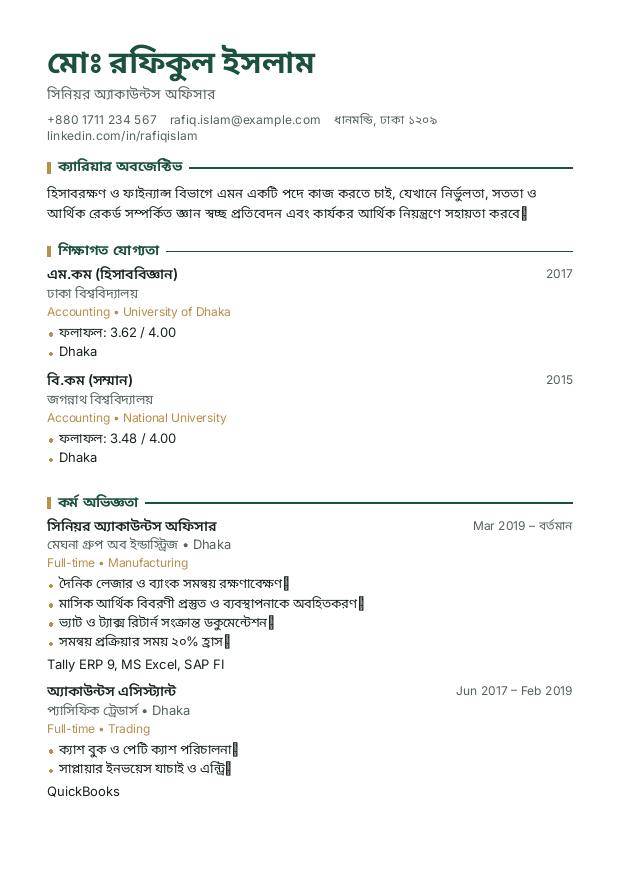 মোঃ রফিকুল ইসলাম
সিনিয়র অ্যাকাউন্টস অফিসার
+880 1711 234 567 rafiq.islam@example.com ধানমন্ডি, ঢাকা ১২০৯
linkedin.com/in/rafiqislam
ক্যারিয়ার অবজেক্টিভ
হিসাবরক্ষণ ও ফাইন্যান্স বিভাগে এমন একটি পদে কাজ করতে চাই, যেখানে নির্ভুলতা, সততা ও
আর্থিক রেকর্ড সম্পর্কিত জ্ঞান স্বচ্ছ প্রতিবেদন এবং কার্যকর আর্থিক নিয়ন্ত্রণে সহায়তা করবে
শিক্ষাগত যোগ্যতা
এম.কম (হিসাববিজ্ঞান) 2017
ঢাকা বিশ্ববিদ্যালয়
Accounting • University of Dhaka
• ফলাফল: 3.62 / 4.00
• Dhaka
বি.কম (সম্মান) 2015
জগন্নাথ বিশ্ববিদ্যালয়
Accounting • National University
• ফলাফল: 3.48 / 4.00
• Dhaka
কর্ম অভিজ্ঞতা
সিনিয়র অ্যাকাউন্টস অফিসার Mar 2019 – বর্তমান
মেঘনা গ্রুপ অব ইন্ডাস্ট্রিজ • Dhaka
Full-time • Manufacturing
• দৈনিক লেজার ও ব্যাংক সমন্বয় রক্ষণাবেক্ষণ
• মাসিক আর্থিক বিবরণী প্রস্তুত ও ব্যবস্থাপনাকে অবহিতকরণ
• ভ্যাট ও ট্যাক্স রিটার্ন সংক্রান্ত ডকুমেন্টেশন
• সমন্বয় প্রক্রিয়ার সময় ২০% হ্রাস
Tally ERP 9, MS Excel, SAP FI
অ্যাকাউন্টস এসিস্ট্যান্ট Jun 2017 – Feb 2019
প্যাসিফিক ট্রেডার্স • Dhaka
Full-time • Trading
• ক্যাশ বুক ও পেটি ক্যাশ পরিচালনা
• সাপ্লায়ার ইনভয়েস যাচাই ও এন্ট্রি
QuickBooks